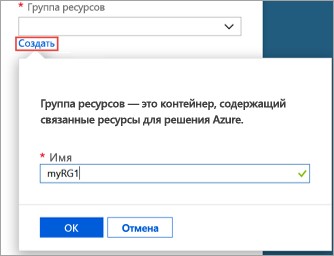 * Группа ресурсов
Создать
Группа ресурсов — это контейнер, содержащий
связанные ресурсы для решения Azure.
* Имя
myRG1
OK
Отмена